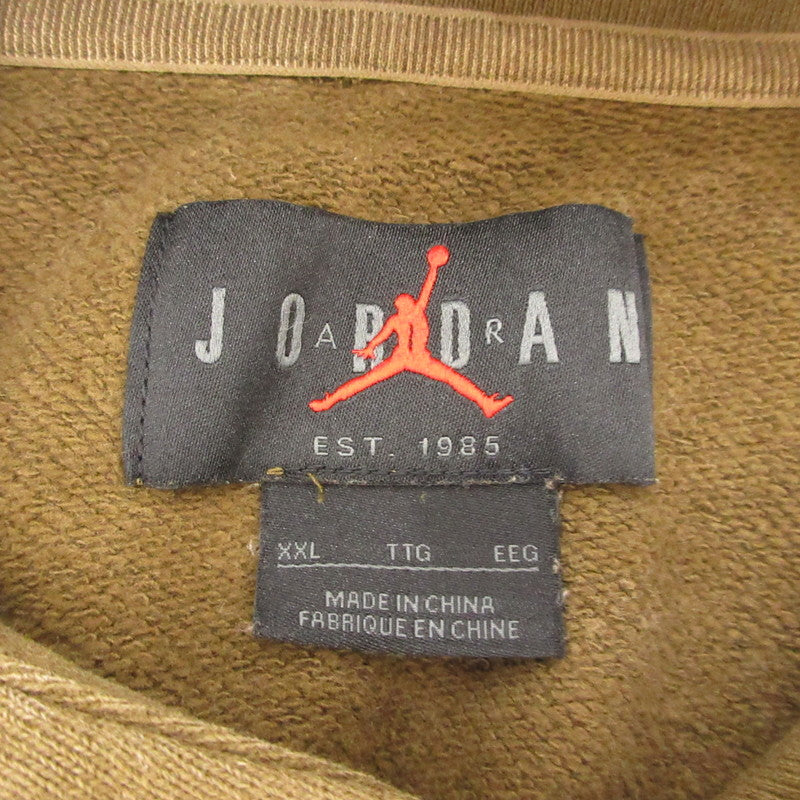 JORDAN
AIR
EST. 1985
XXL TTG EEG
MADE IN CHINA
FABRIQUE EN CHINE